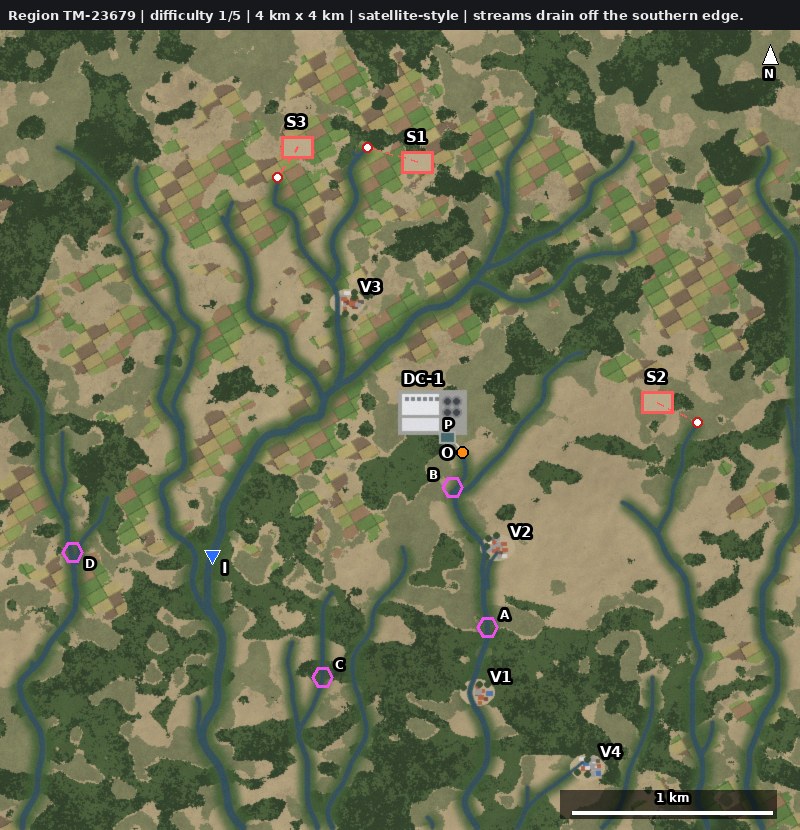 Region TM-23679 | difficulty 1/5 | 4 km x 4 km | satellite-style | streams drain off the southern edge.
N
S3
S1
V3
DC-1
S2
P
O
B
V2
D
I
A
C
V1
V4
1 km